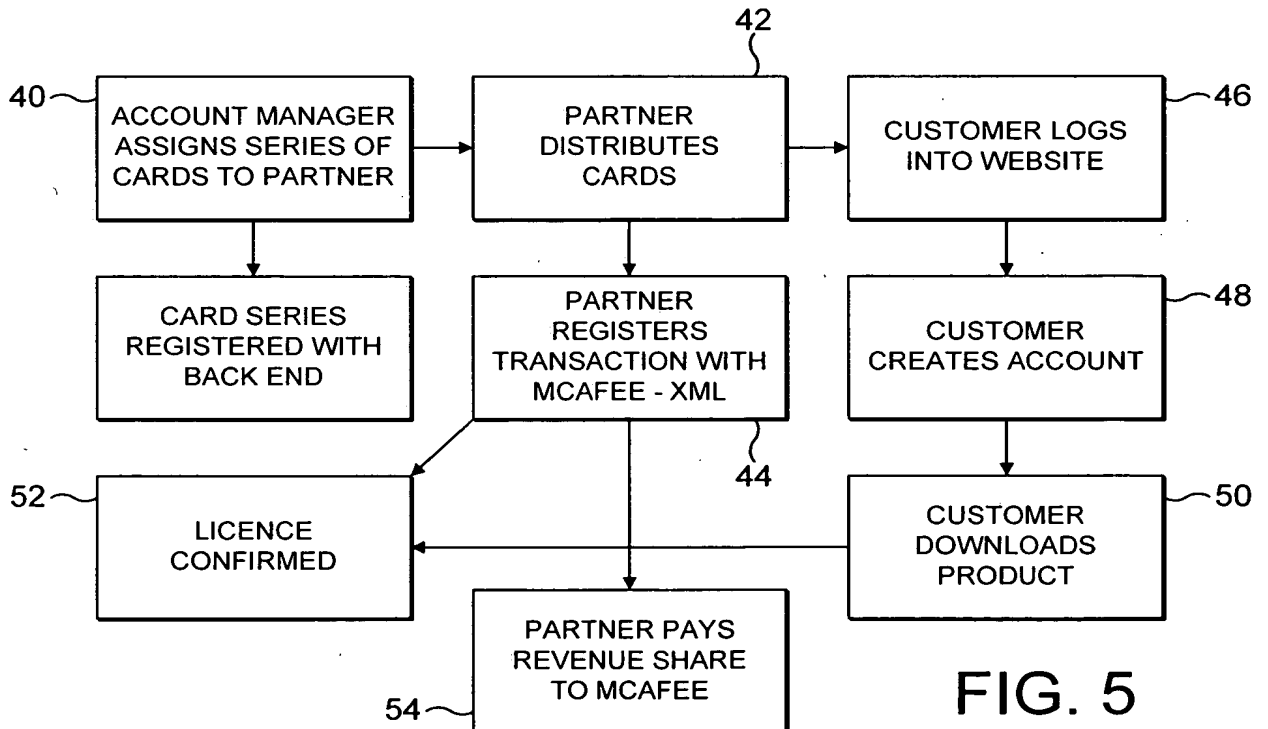 42
40
ACCOUNT MANAGER
ASSIGNS SERIES OF
CARDS TO PARTNER
PARTNER
DISTRIBUTES
CARDS
CUSTOMER LOGS
INTO WEBSITE
46
CARD SERIES
REGISTERED WITH
BACK END
PARTNER
REGISTERS
TRANSACTION WITH
MCAFEE - XML
44
CUSTOMER
CREATES ACCOUNT
48
52
LICENCE
CONFIRMED
CUSTOMER
DOWNLOADS
PRODUCT
50
PARTNER PAYS
REVENUE SHARE
TO MCAFEE
54
FIG. 5